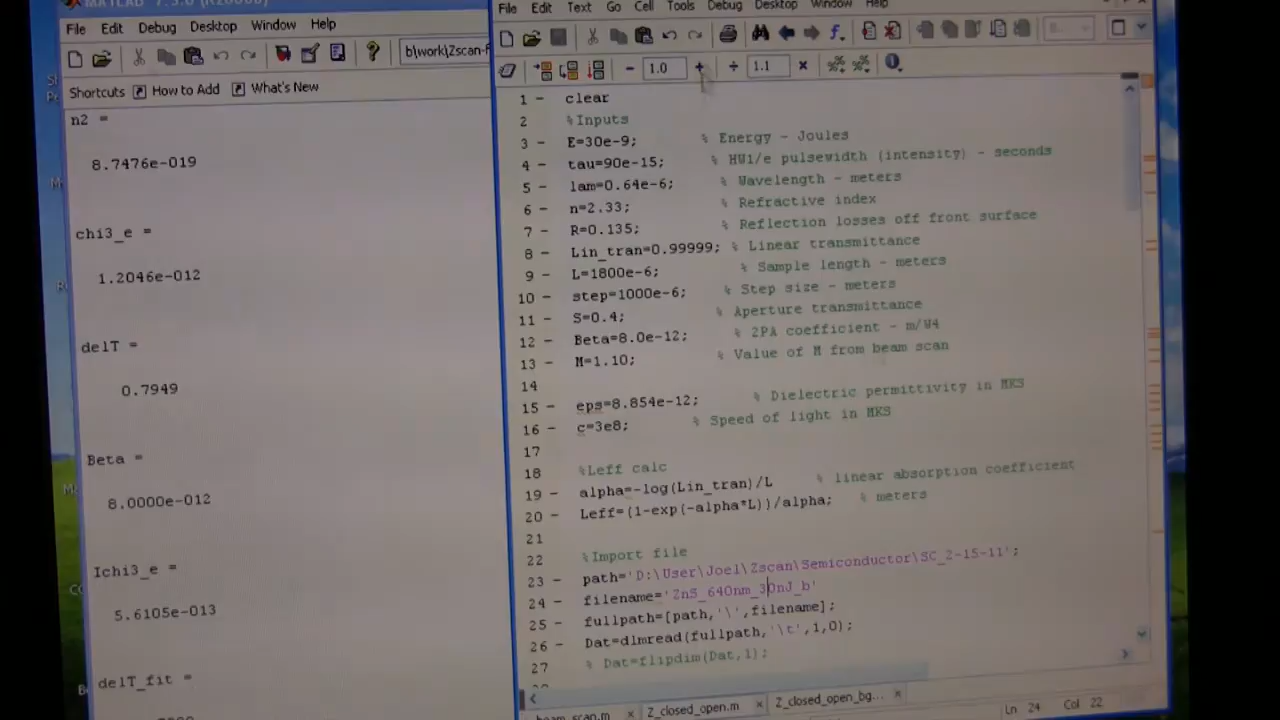 MATLAB 7.3.0 (R2006b)
File Edit Debug Desktop Window Help
b\work\Zscan-F
Shortcuts How to Add What's New
n2 =
8.7476e-019
chi3_e =
1.2046e-012
delT =
0.7949
Beta =
8.0000e-012
Ichi3_e =
5.6105e-013
delT_fit =
File Edit Text Go Cell Tools Debug Desktop Window Help
- 1.0 + ÷ 1.1 ×
1 - clear
2 %Inputs
3 - E=30e-9; % Energy - Joules
4 - tau=90e-15; % HW1/e pulsewidth (intensity) - seconds
5 - lam=0.64e-6; % Wavelength - meters
6 - n=2.33; % Refractive index
7 - R=0.135; % Reflection losses off front surface
8 - Lin_tran=0.99999; % Linear transmittance
9 - L=1800e-6; % Sample length - meters
10 - step=1000e-6; % Step size - meters
11 - S=0.4; % Aperture transmittance
12 - Beta=8.0e-12; % 2PA coefficient - m/W4
13 - M=1.10; % Value of M from beam scan
14
15 - eps=8.854e-12; % Dielectric permittivity in MKS
16 - c=3e8; % Speed of light in MKS
17
18 %Leff calc
19 - alpha=-log(Lin_tran)/L % linear absorption coefficient
20 - Leff=(1-exp(-alpha*L))/alpha; % meters
21
22 %Import file
23 - path='D:\User\Joel\Zscan\Semiconductor\SC_2-15-11';
24 - filename='ZnS_640nm_30nJ_b'
25 - fullpath=[path,'\',filename];
26 - Dat=dlmread(fullpath,'\t',1,0);
27 % Dat=flipdim(Dat,1);
beam_scan.m × Z_closed_open.m × Z_closed_open_bg... ×
Ln 24 Col 22